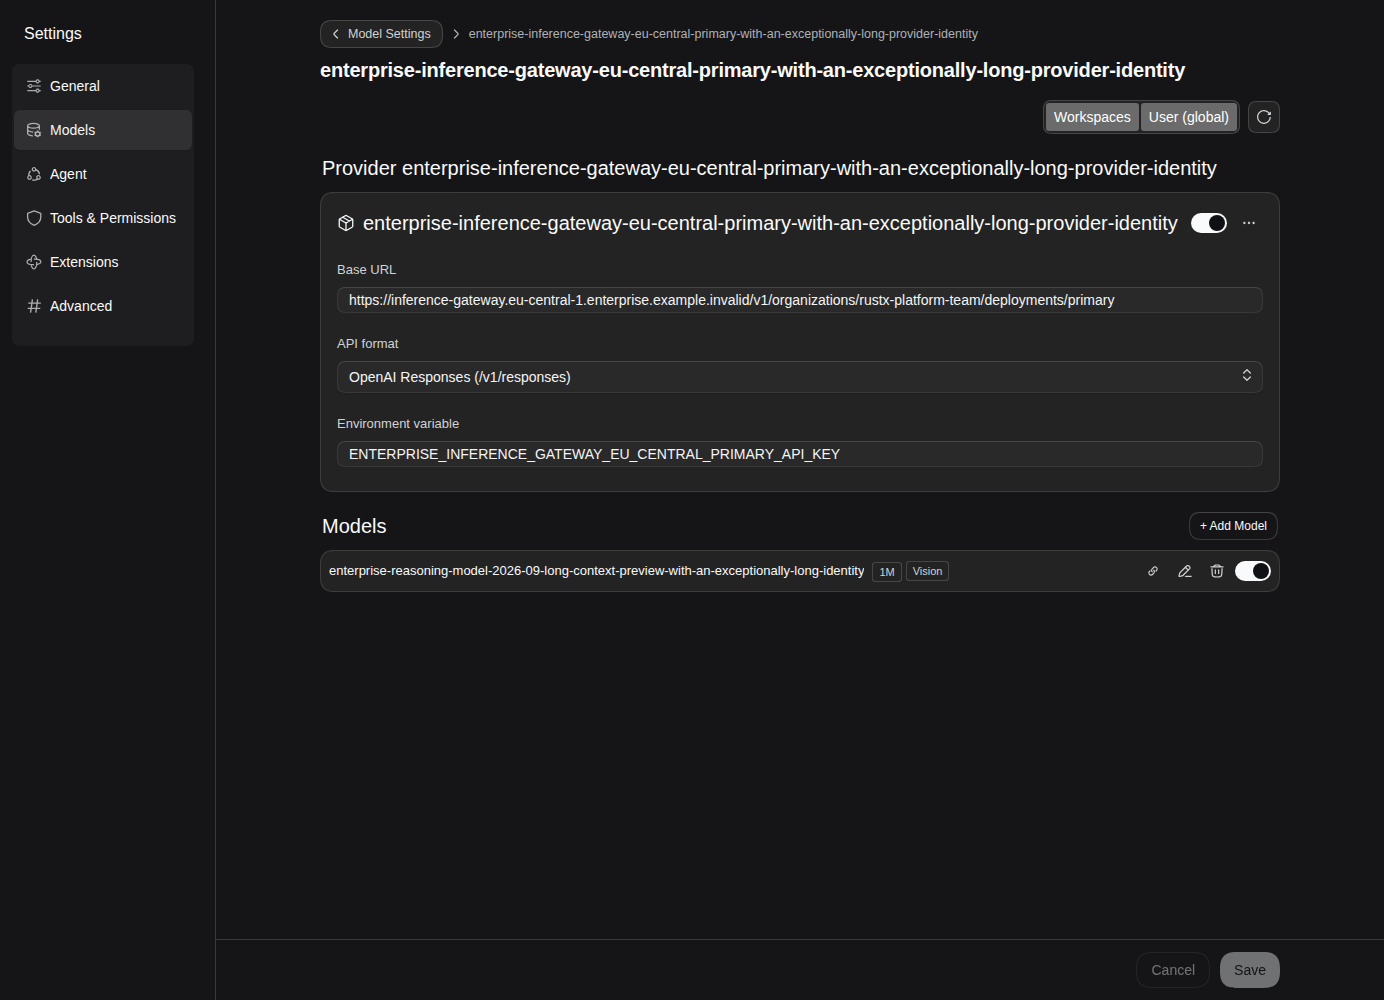 Settings
General
Models
Agent
Tools & Permissions
Extensions
Advanced
Model Settings
enterprise-inference-gateway-eu-central-primary-with-an-exceptionally-long-provider-identity
enterprise-inference-gateway-eu-central-primary-with-an-exceptionally-long-provider-identity
Workspaces User (global)
Provider enterprise-inference-gateway-eu-central-primary-with-an-exceptionally-long-provider-identity
enterprise-inference-gateway-eu-central-primary-with-an-exceptionally-long-provider-identity
Base URL
https://inference-gateway.eu-central-1.enterprise.example.invalid/v1/organizations/rustx-platform-team/deployments/primary
API format
OpenAI Responses (/v1/responses)
Environment variable
ENTERPRISE_INFERENCE_GATEWAY_EU_CENTRAL_PRIMARY_API_KEY
Models
+ Add Model
enterprise-reasoning-model-2026-09-long-context-preview-with-an-exceptionally-long-identity 1M Vision
Cancel Save